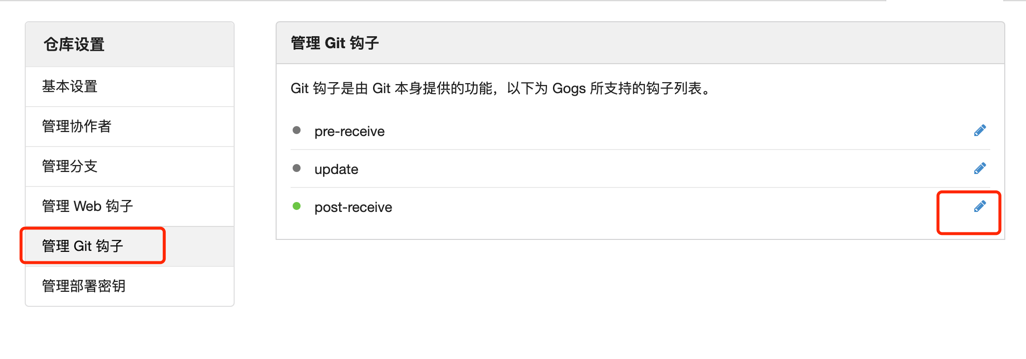 仓库设置
基本设置
管理协作者
管理分支
管理 Web 钩子
管理 Git 钩子
管理部署密钥
管理 Git 钩子
Git 钩子是由 Git 本身提供的功能，以下为 Gogs 所支持的钩子列表。
pre-receive
update
post-receive